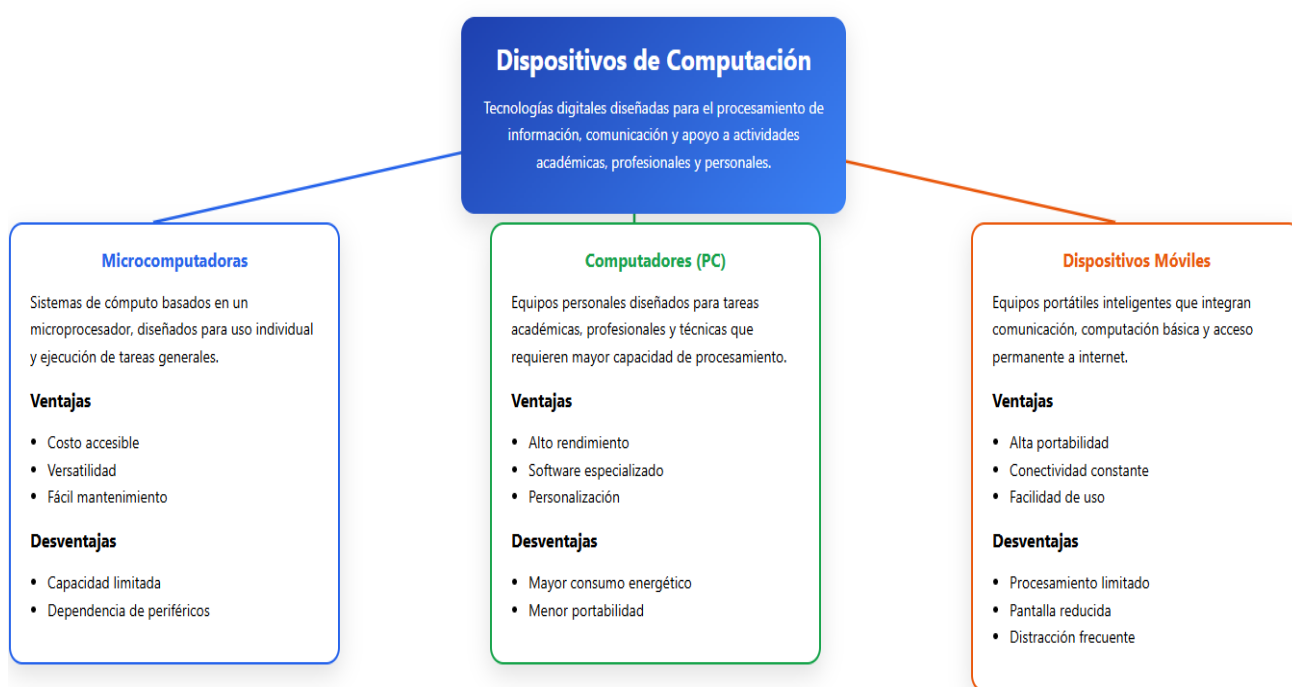 Dispositivos de Computación
Tecnologías digitales diseñadas para el procesamiento de
información, comunicación y apoyo a actividades
académicas, profesionales y personales.
Microcomputadoras
Sistemas de cómputo basados en un
microprocesador, diseñados para uso individual
y ejecución de tareas generales.
Ventajas
• Costo accesible
• Versatilidad
• Fácil mantenimiento
Desventajas
• Capacidad limitada
• Dependencia de periféricos
Computadores (PC)
Equipos personales diseñados para tareas
académicas, profesionales y técnicas que
requieren mayor capacidad de procesamiento.
Ventajas
• Alto rendimiento
• Software especializado
• Personalización
Desventajas
• Mayor consumo energético
• Menor portabilidad
Dispositivos Móviles
Equipos portátiles inteligentes que integran
comunicación, computación básica y acceso
permanente a internet.
Ventajas
• Alta portabilidad
• Conectividad constante
• Facilidad de uso
Desventajas
• Procesamiento limitado
• Pantalla reducida
• Distracción frecuente